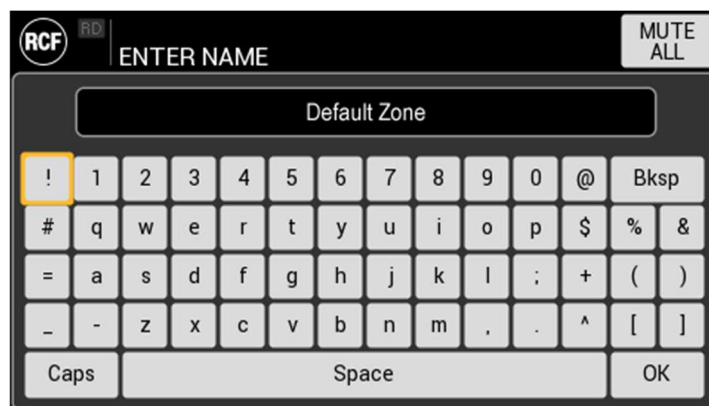 RCF RD ENTER NAME MUTE ALL
Default Zone
! 1 2 3 4 5 6 7 8 9 0 @ Bksp
# q w e r t y u i o p $ % &
= a s d f g h j k l ; + ( )
_ - z x c v b n m , . ^ [ ]
Caps Space OK